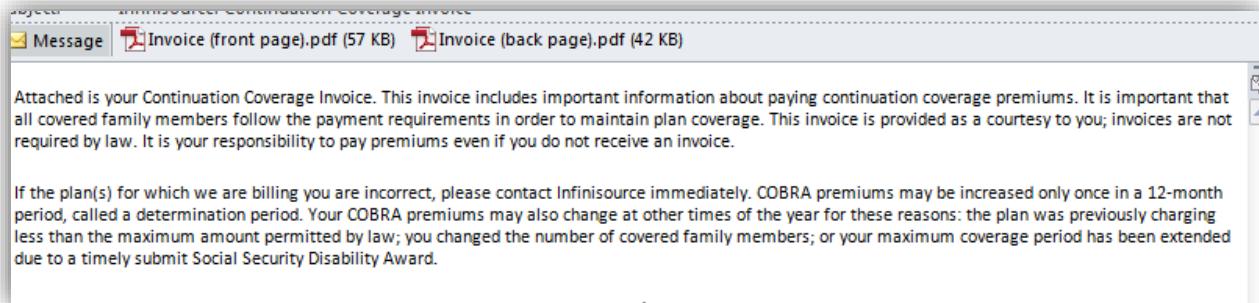 Subject: Infinisource: Continuation Coverage Invoice
Message Invoice (front page).pdf (57 KB) Invoice (back page).pdf (42 KB)
Attached is your Continuation Coverage Invoice. This invoice includes important information about paying continuation coverage premiums. It is important that
all covered family members follow the payment requirements in order to maintain plan coverage. This invoice is provided as a courtesy to you; invoices are not
required by law. It is your responsibility to pay premiums even if you do not receive an invoice.
If the plan(s) for which we are billing you are incorrect, please contact Infinisource immediately. COBRA premiums may be increased only once in a 12-month
period, called a determination period. Your COBRA premiums may also change at other times of the year for these reasons: the plan was previously charging
less than the maximum amount permitted by law; you changed the number of covered family members; or your maximum coverage period has been extended
due to a timely submit Social Security Disability Award.